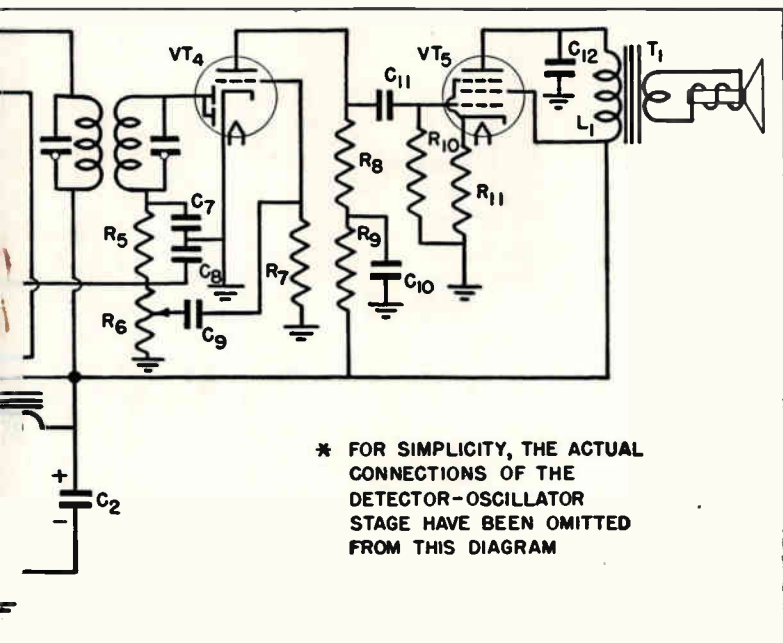 VT4
VT5
C11
C12
T1
L1
R8
R10
R11
C7
R5
C8
R7
R9
C10
R6
C9
+
C2
-
* FOR SIMPLICITY, THE ACTUAL
CONNECTIONS OF THE
DETECTOR-OSCILLATOR
STAGE HAVE BEEN OMITTED
FROM THIS DIAGRAM